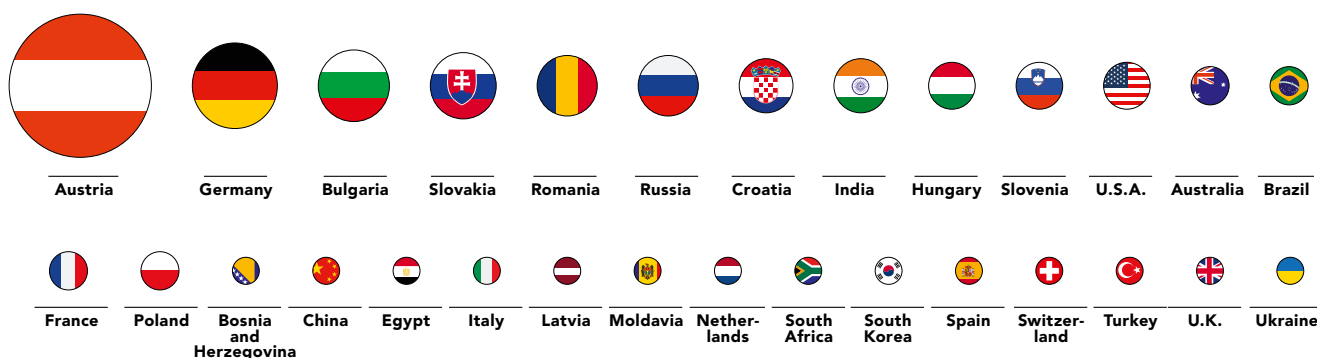 Austria Germany Bulgaria Slovakia Romania Russia Croatia India Hungary Slovenia U.S.A. Australia Brazil
France Poland Bosnia China Egypt Italy Latvia Moldavia Nether- South South Spain Switzer- Turkey U.K. Ukraine
and lands Africa Korea land
Herzegovina